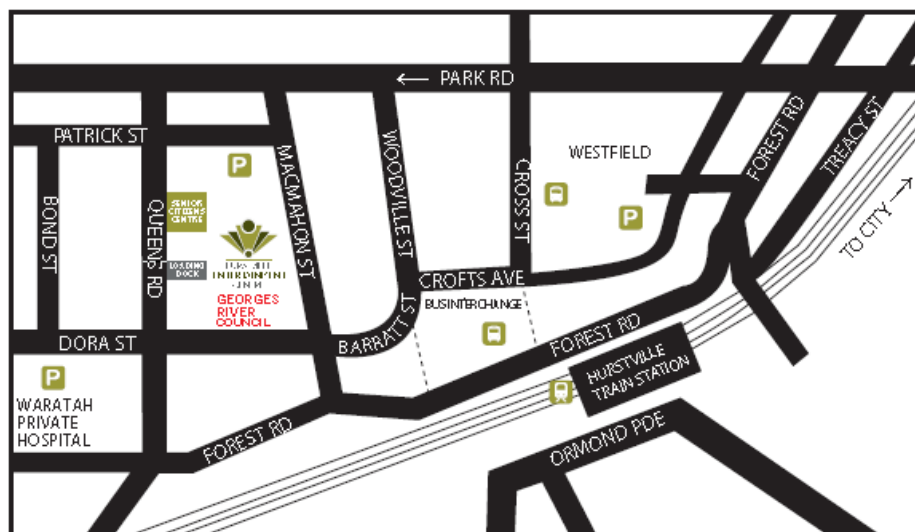 ← PARK RD
PATRICK ST
P
MACMAHON ST
WOODVILLE ST
CROSS ST
WESTFIELD
P
FOREST RD
TREACY ST
TO CITY →
BOND ST
QUEENS RD
SENIOR
CITIZENS
CENTRE
LOADING
DOCK
ENTERTAINMENT
GEORGES
RIVER
COUNCIL
CROFTS AVE
BUS INTERCHANGE
BARRATT ST
DORA ST
FOREST RD
HURSTVILLE
TRAIN STATION
P
WARATAH
PRIVATE
HOSPITAL
FOREST RD
ORMOND PDE